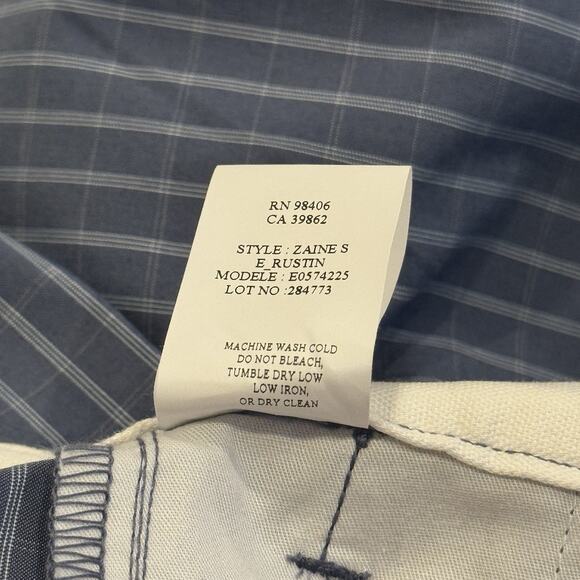 RN 98406
CA 39862
STYLE : ZAINE S
E_RUSTIN
MODELE : E0574225
LOT NO :284773
MACHINE WASH COLD
DO NOT BLEACH,
TUMBLE DRY LOW
LOW IRON,
OR DRY CLEAN